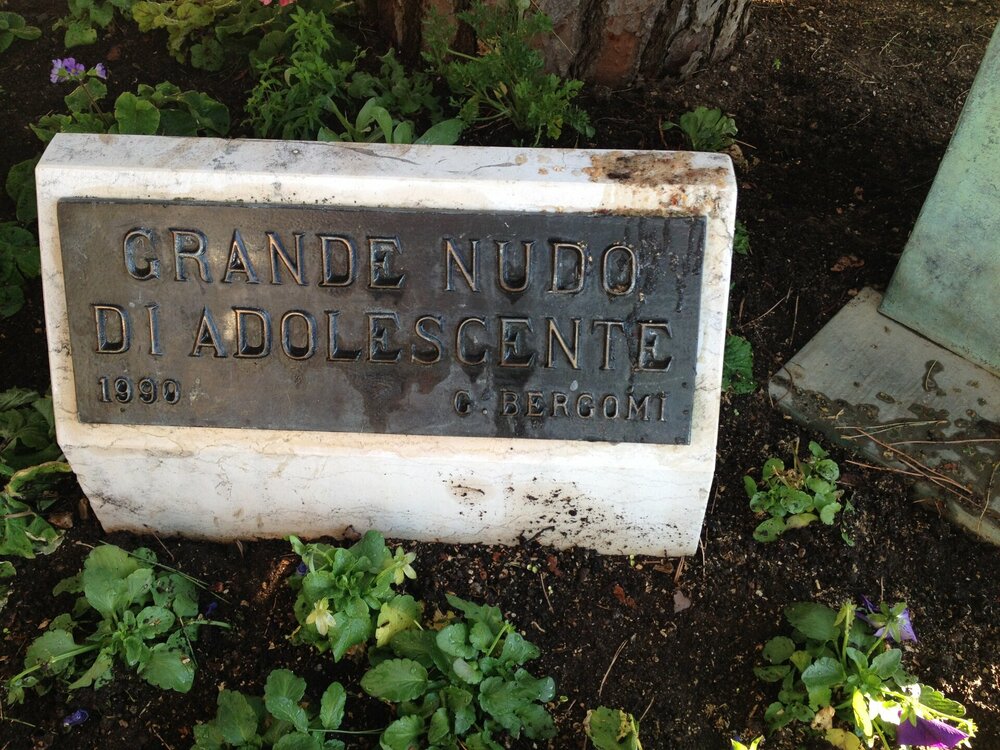 GRANDE NUDO
DI ADOLESCENTE
1990 G. BERGOMI